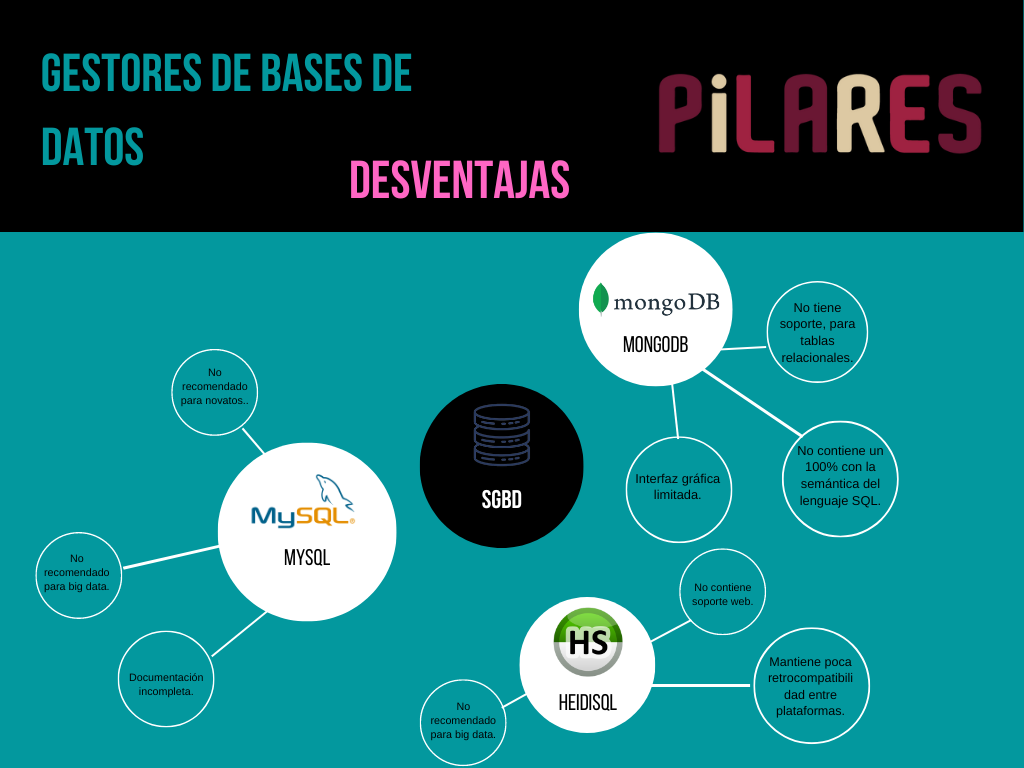 GESTORES DE BASES DE
DATOS
DESVENTAJAS
PiLARES
mongoDB
MONGODB
No tiene
soporte, para
tablas
relacionales.
No contiene un
100% con la
semántica del
lenguaje SQL.
Interfaz gráfica
limitada.
SGBD
No
recomendado
para novatos..
MySQL®
MYSQL
No
recomendado
para big data.
Documentación
incompleta.
HS
HEIDISQL
No contiene
soporte web.
Mantiene poca
retrocompatibili
dad entre
plataformas.
No
recomendado
para big data.